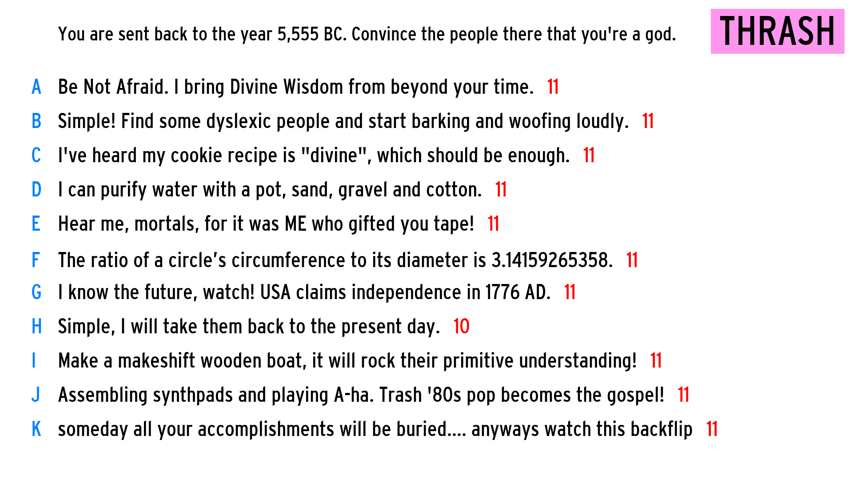 You are sent back to the year 5,555 BC. Convince the people there that you're a god.
THRASH
A Be Not Afraid. I bring Divine Wisdom from beyond your time. 11
B Simple! Find some dyslexic people and start barking and woofing loudly. 11
C I've heard my cookie recipe is "divine", which should be enough. 11
D I can purify water with a pot, sand, gravel and cotton. 11
E Hear me, mortals, for it was ME who gifted you tape! 11
F The ratio of a circle’s circumference to its diameter is 3.14159265358. 11
G I know the future, watch! USA claims independence in 1776 AD. 11
H Simple, I will take them back to the present day. 10
I Make a makeshift wooden boat, it will rock their primitive understanding! 11
J Assembling synthpads and playing A-ha. Trash '80s pop becomes the gospel! 11
K someday all your accomplishments will be buried.... anyways watch this backflip 11